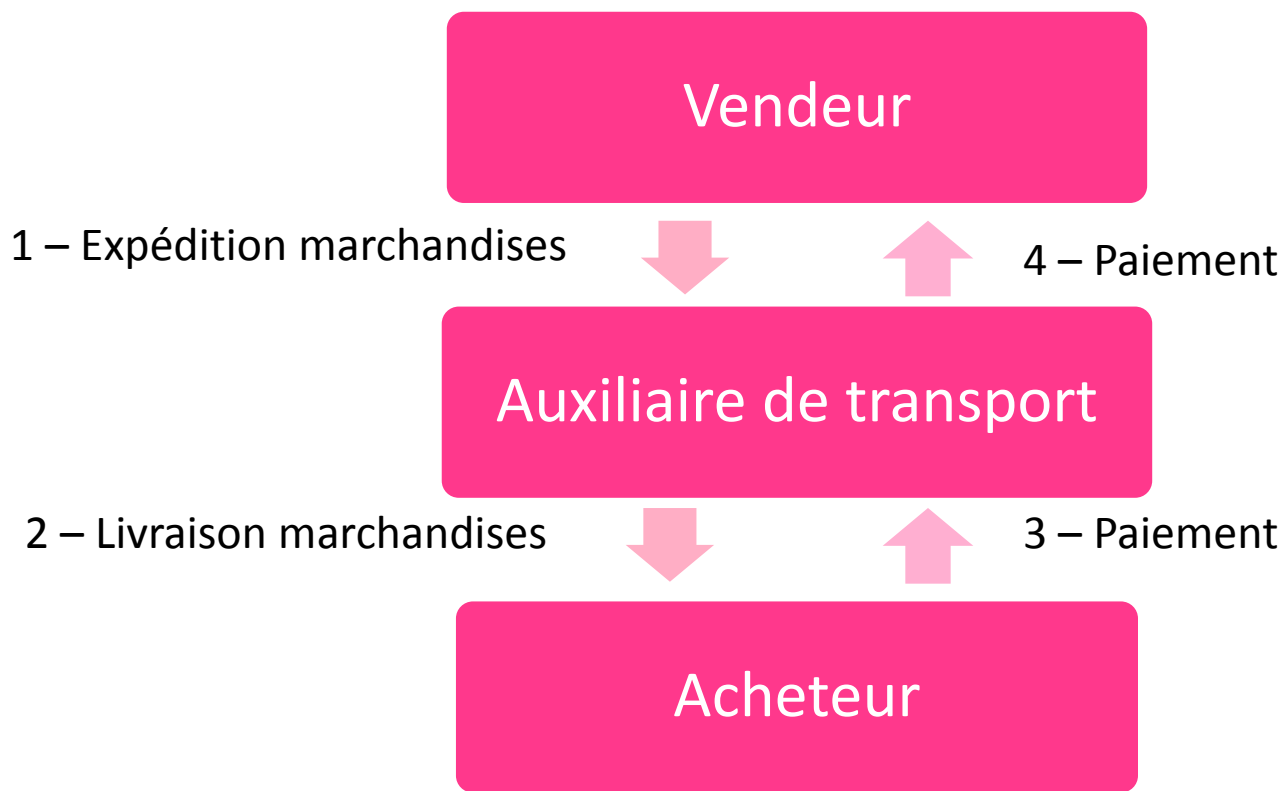 Vendeur
1 – Expédition marchandises
4 – Paiement
Auxiliaire de transport
2 – Livraison marchandises
3 – Paiement
Acheteur